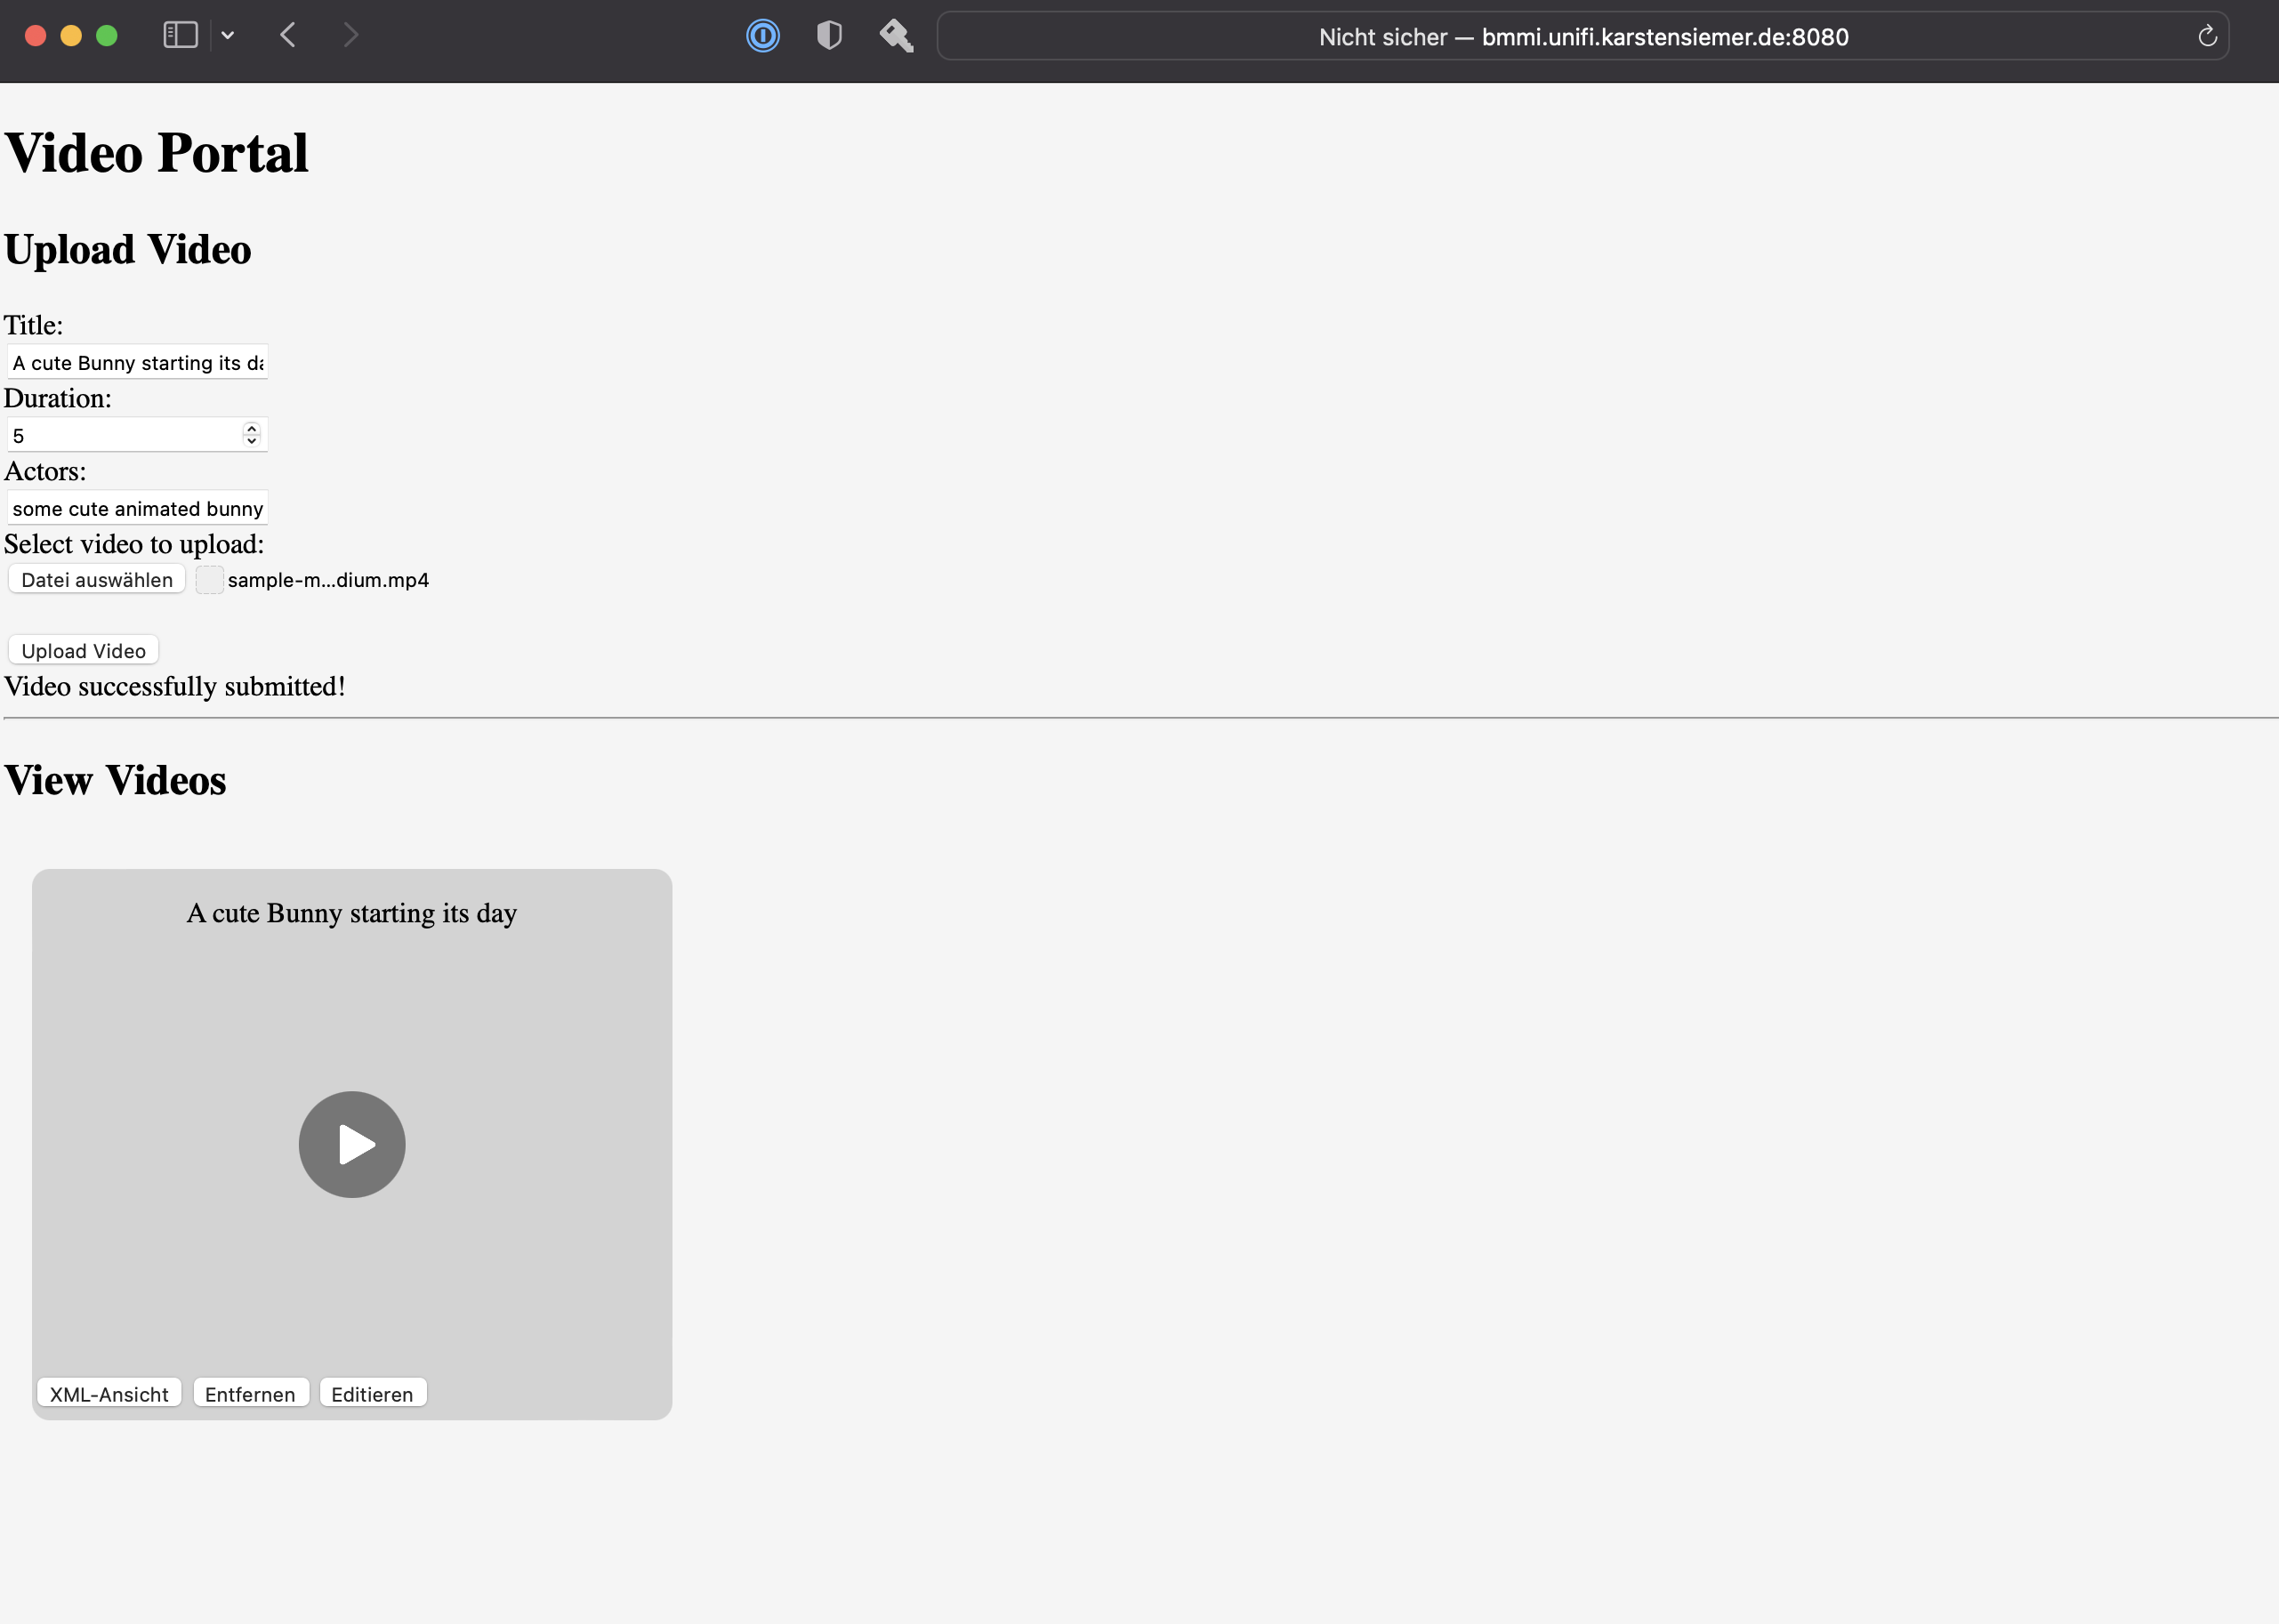 Nicht sicher — bmmi.unifi.karstensiemer.de:8080
Video Portal
Upload Video
Title:
A cute Bunny starting its da
Duration:
5
Actors:
some cute animated bunny
Select video to upload:
Datei auswählen sample-m...dium.mp4
Upload Video
Video successfully submitted!
View Videos
A cute Bunny starting its day
XML-Ansicht Entfernen Editieren